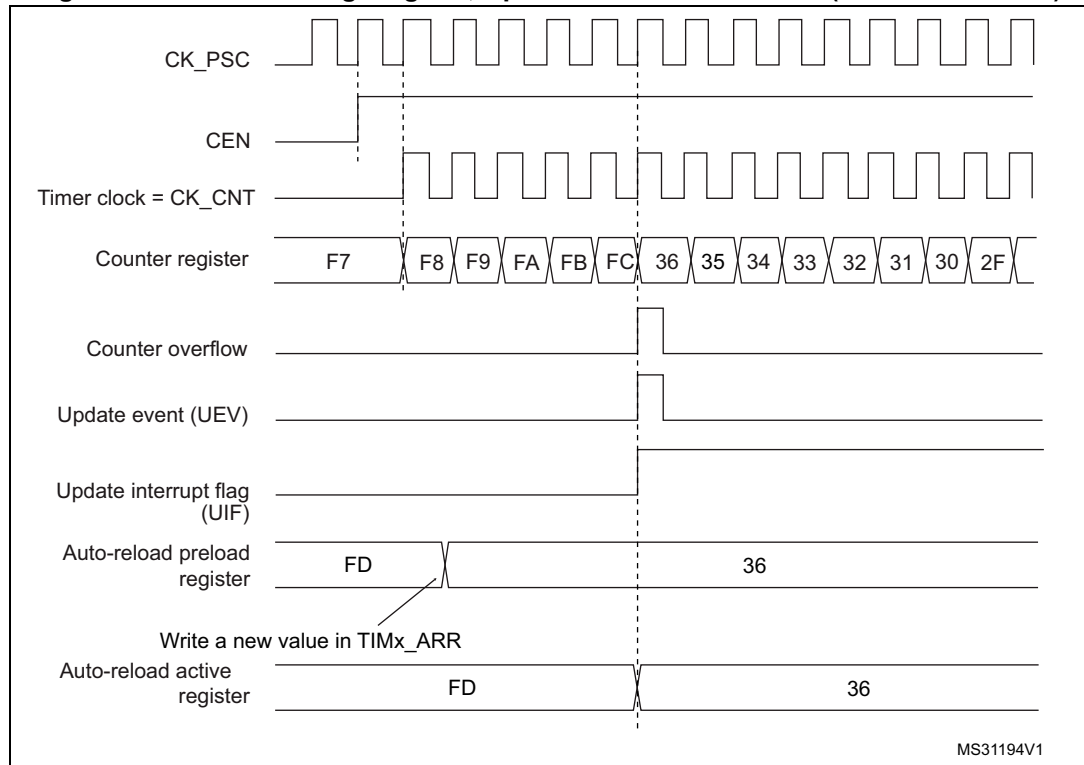 CK_PSC
CEN
Timer clock = CK_CNT
Counter register F7 F8 F9 FA FB FC 36 35 34 33 32 31 30 2F
Counter overflow
Update event (UEV)
Update interrupt flag
(UIF)
Auto-reload preload
register
FD 36
Write a new value in TIMx_ARR
Auto-reload active
register
FD 36
MS31194V1